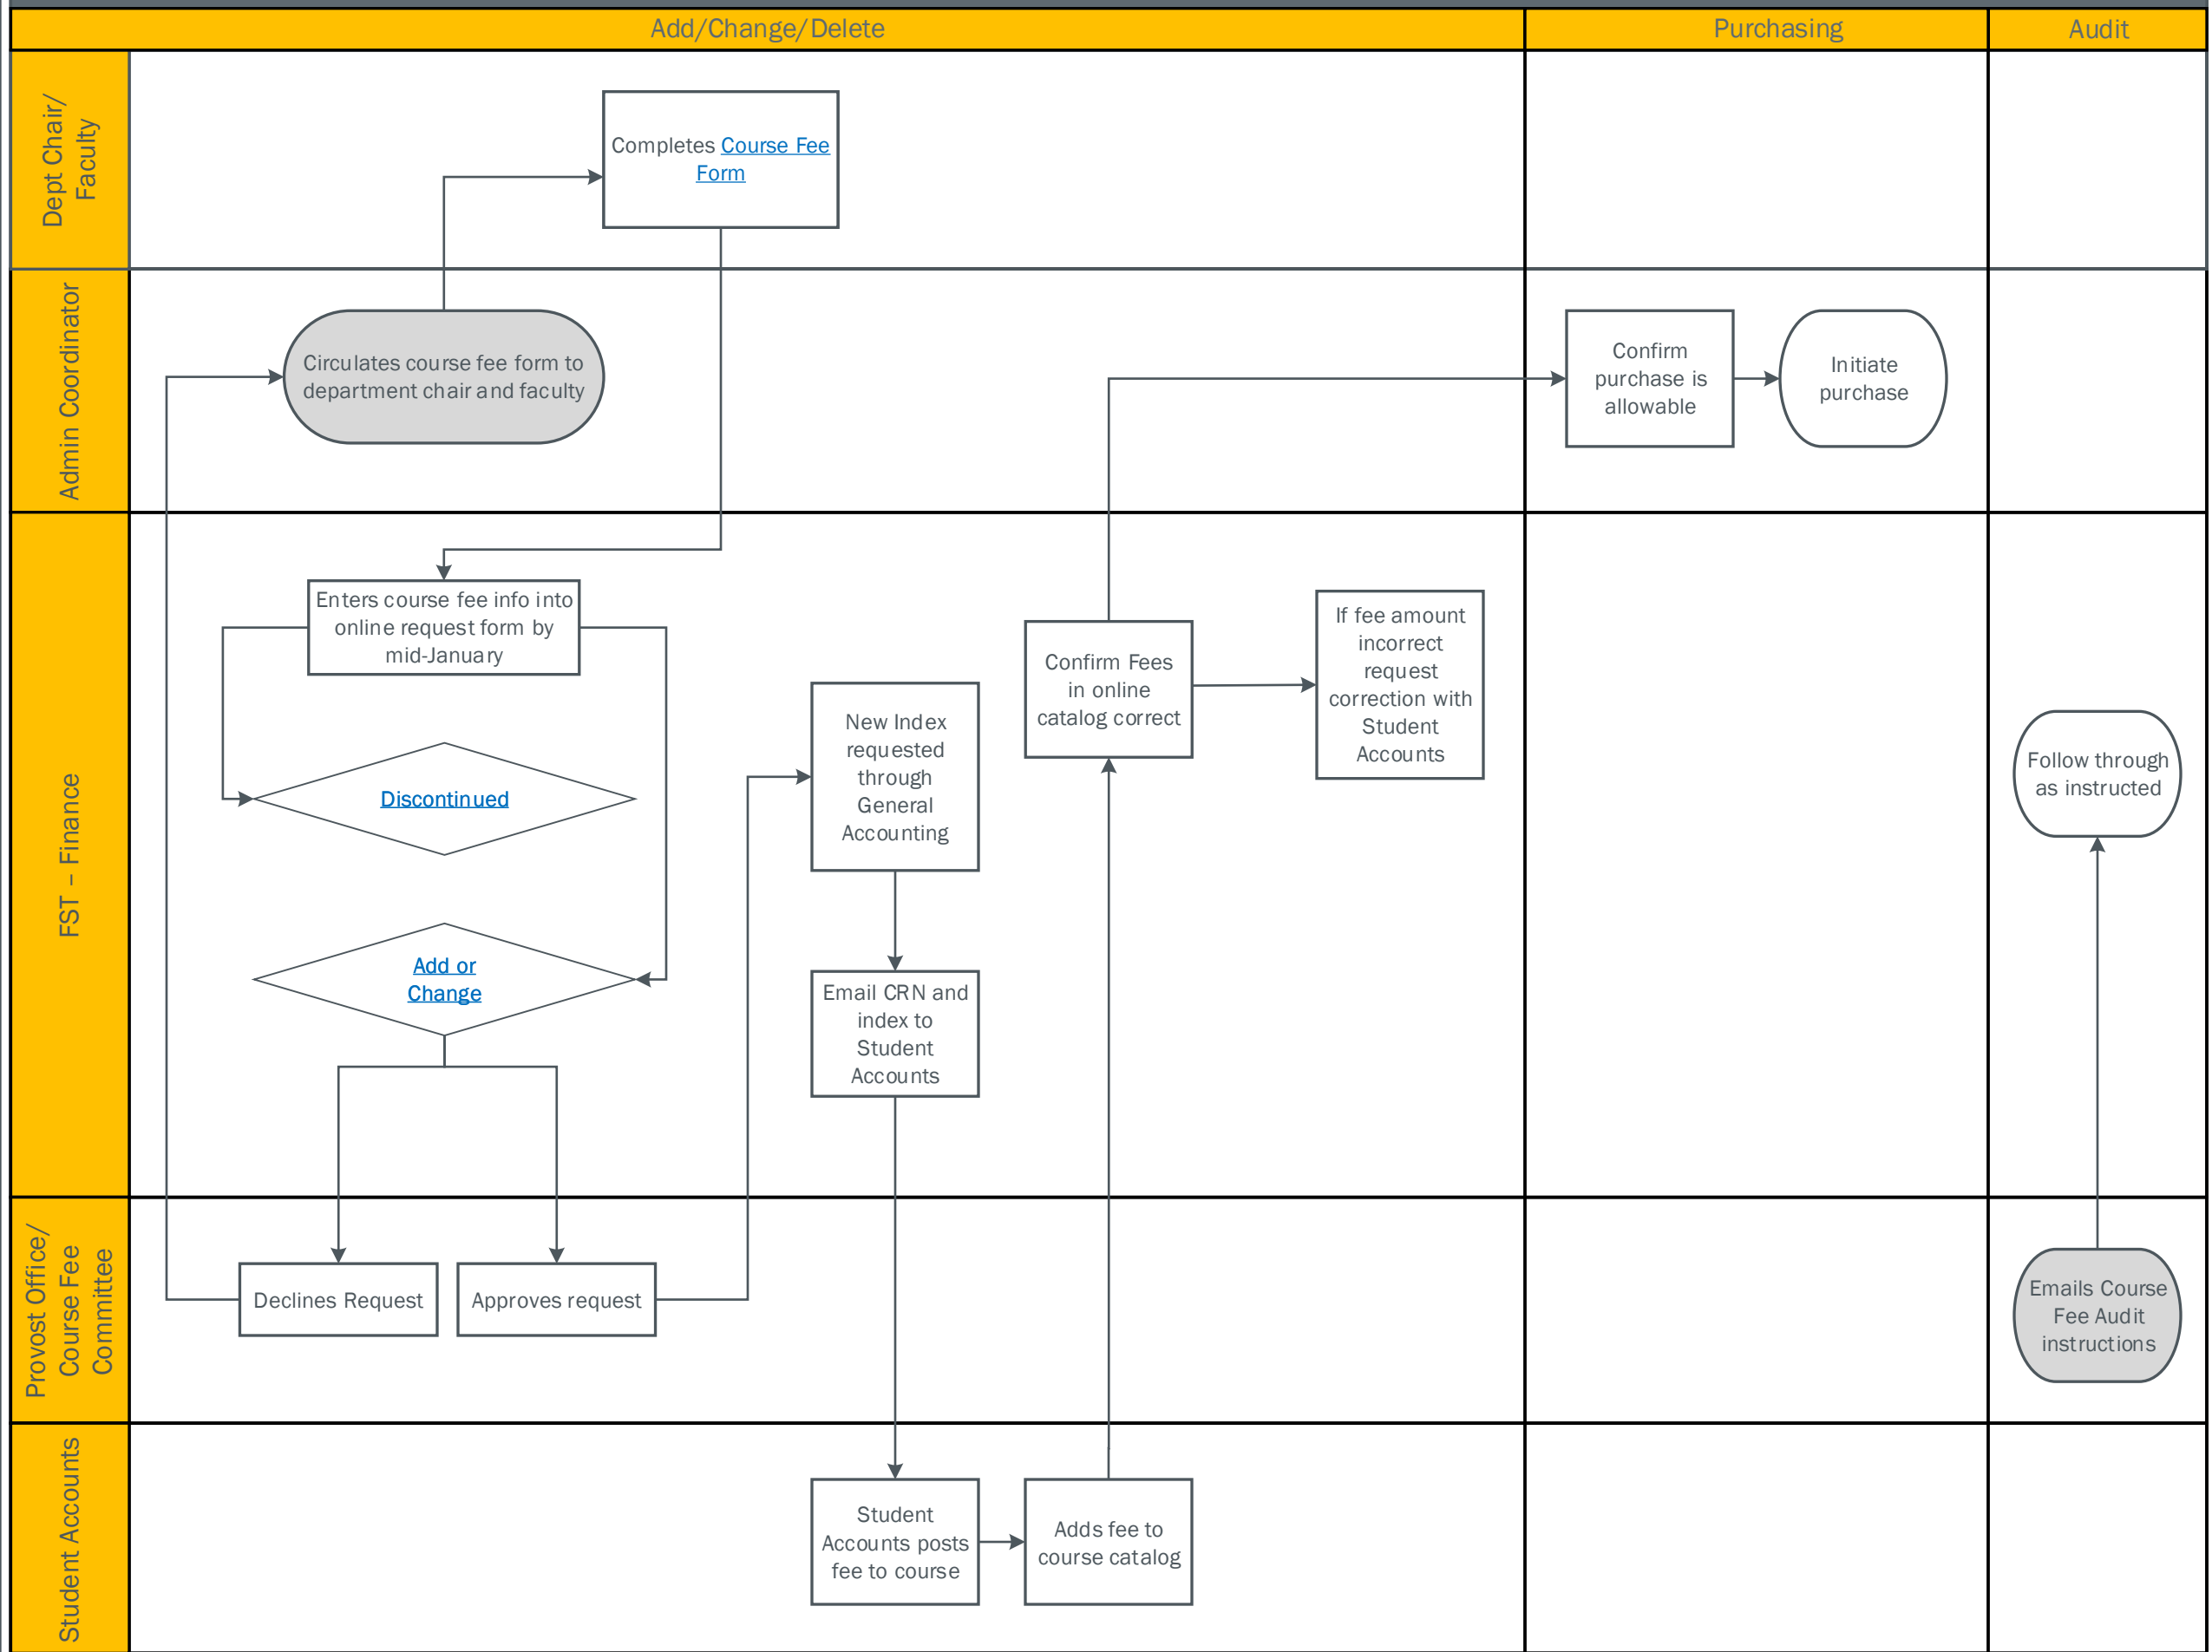 Add/Change/Delete
Purchasing
Audit
Dept Chair/
Faculty
Completes Course Fee
Form
Admin Coordinator
Circulates course fee form to
department chair and faculty
Confirm
purchase is
allowable
Initiate
purchase
FST – Finance
Enters course fee info into
online request form by
mid-January
Discontinued
Add or
Change
New Index
requested
through
General
Accounting
Email CRN and
index to
Student
Accounts
Confirm Fees
in online
catalog correct
If fee amount
incorrect
request
correction with
Student
Accounts
Follow through
as instructed
Provost Office/
Course Fee
Committee
Declines Request
Approves request
Emails Course
Fee Audit
instructions
Student Accounts
Student
Accounts posts
fee to course
Adds fee to
course catalog